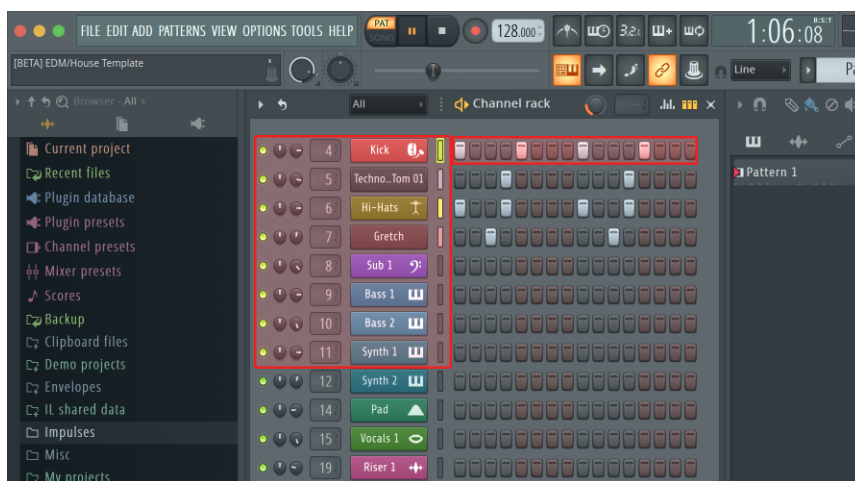 FILE EDIT ADD PATTERNS VIEW OPTIONS TOOLS HELP
PAT
SONG
128.000
3.2.1
B:S:T
1:06:08
[BETA] EDM/House Template
Line
Pa
Browser - All
All
Channel rack
Current project
Recent files
Plugin database
Plugin presets
Channel presets
Mixer presets
Scores
Backup
Clipboard files
Demo projects
Envelopes
IL shared data
Impulses
Misc
My projects
4 Kick
5 Techno..Tom 01
6 Hi-Hats
7 Gretch
8 Sub 1
9 Bass 1
10 Bass 2
11 Synth 1
12 Synth 2
14 Pad
15 Vocals 1
19 Riser 1
Pattern 1